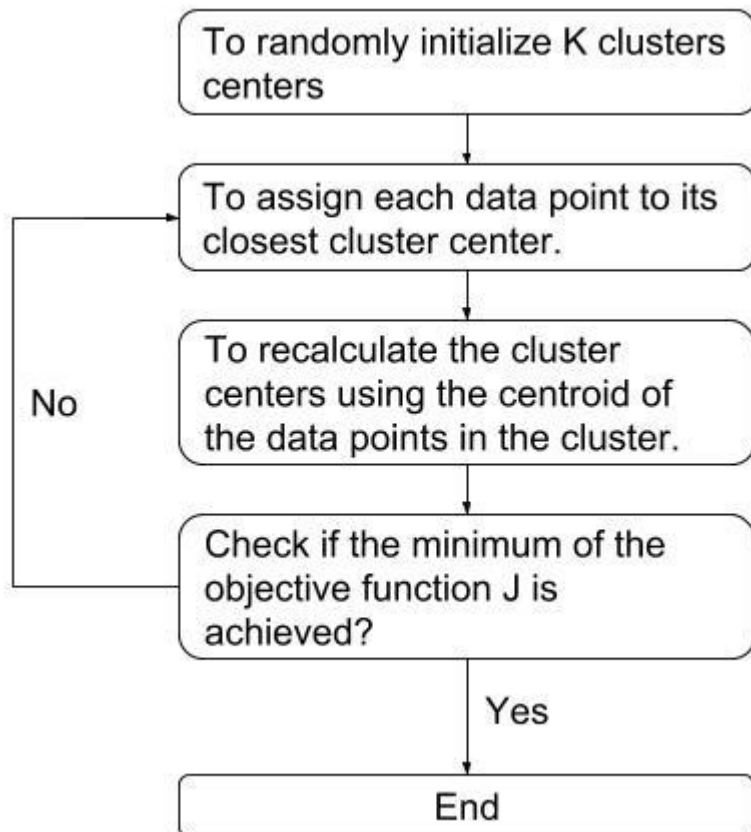 To randomly initialize K clusters
centers
To assign each data point to its
closest cluster center.
To recalculate the cluster
centers using the centroid of
the data points in the cluster.
No
Check if the minimum of the
objective function J is
achieved?
Yes
End